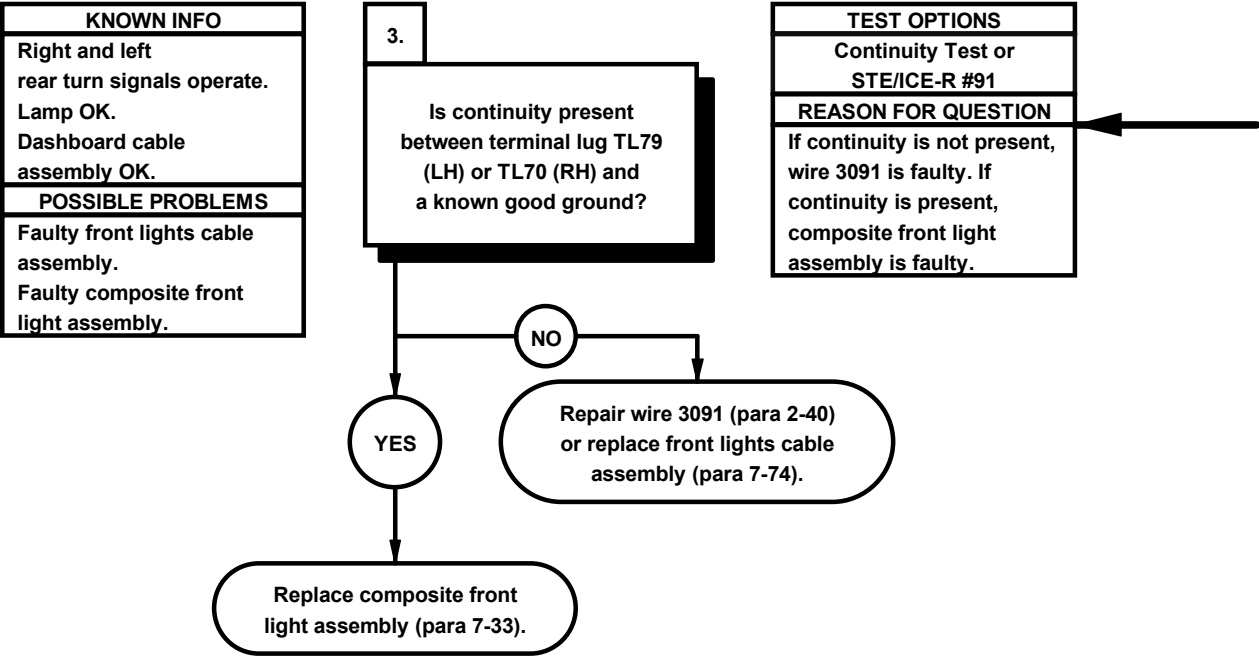 KNOWN INFO
Right and left
rear turn signals operate.
Lamp OK.
Dashboard cable
assembly OK.
POSSIBLE PROBLEMS
Faulty front lights cable
assembly.
Faulty composite front
light assembly.
3.
Is continuity present
between terminal lug TL79
(LH) or TL70 (RH) and
a known good ground?
TEST OPTIONS
Continuity Test or
STE/ICE-R #91
REASON FOR QUESTION
If continuity is not present,
wire 3091 is faulty. If
continuity is present,
composite front light
assembly is faulty.
NO
YES
Repair wire 3091 (para 2-40)
or replace front lights cable
assembly (para 7-74).
Replace composite front
light assembly (para 7-33).